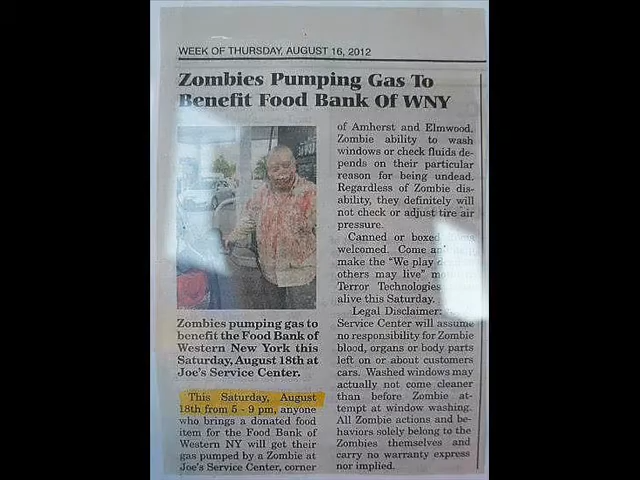 WEEK OF THURSDAY, AUGUST 16, 2012
Zombies Pumping Gas To
Benefit Food Bank Of WNY
Zombies pumping gas to
benefit the Food Bank of
Western New York this
Saturday, August 18th at
Joe's Service Center.
This Saturday, August
18th from 5 - 9 pm, anyone
who brings a donated food
item for the Food Bank of
Western NY will get their
gas pumped by a Zombie at
Joe's Service Center, corner
of Amherst and Elmwood.
Zombie ability to wash
windows or check fluids de-
pends on their particular
reason for being undead.
Regardless of Zombie dis-
ability, they definitely will
not check or adjust tire air
pressure.
Canned or boxed
welcomed. Come
make the "We play
others may live"
Terror Technologies
alive this Saturday.
Legal Disclaimer:
Service Center will assume
no responsibility for Zombie
blood, organs or body parts
left on or about customers
cars. Washed windows may
actually not come cleaner
than before Zombie at-
tempt at window washing.
All Zombie actions and be-
haviors solely belong to the
Zombies themselves and
carry no warranty express
nor implied.